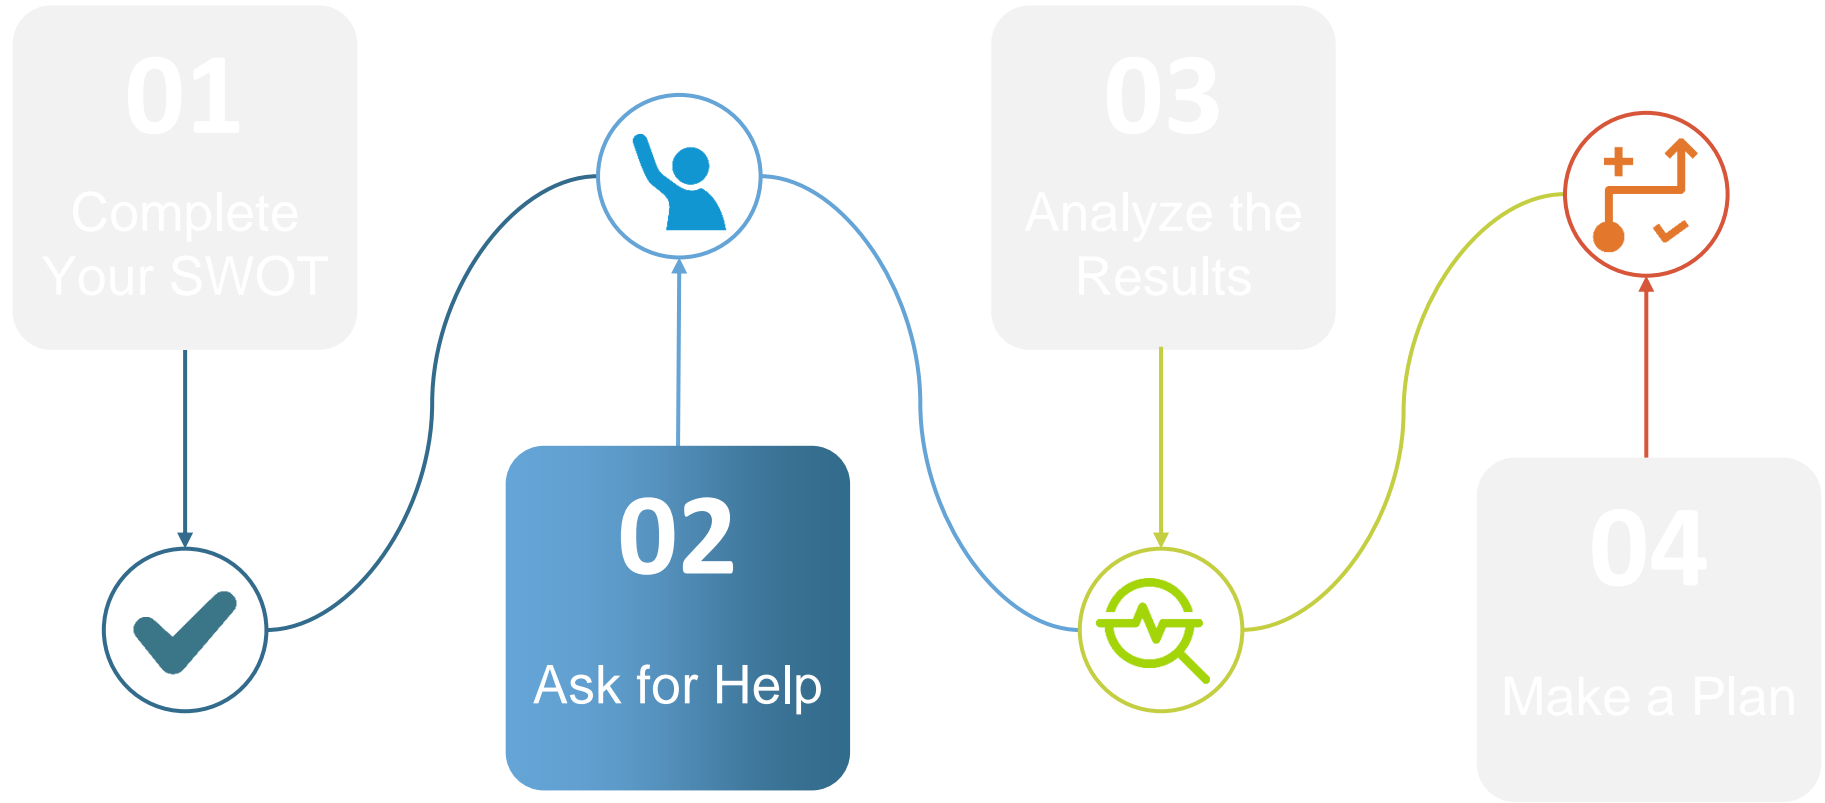 01
Complete
Your SWOT
02
Ask for Help
03
Analyze the
Results
04
Make a Plan